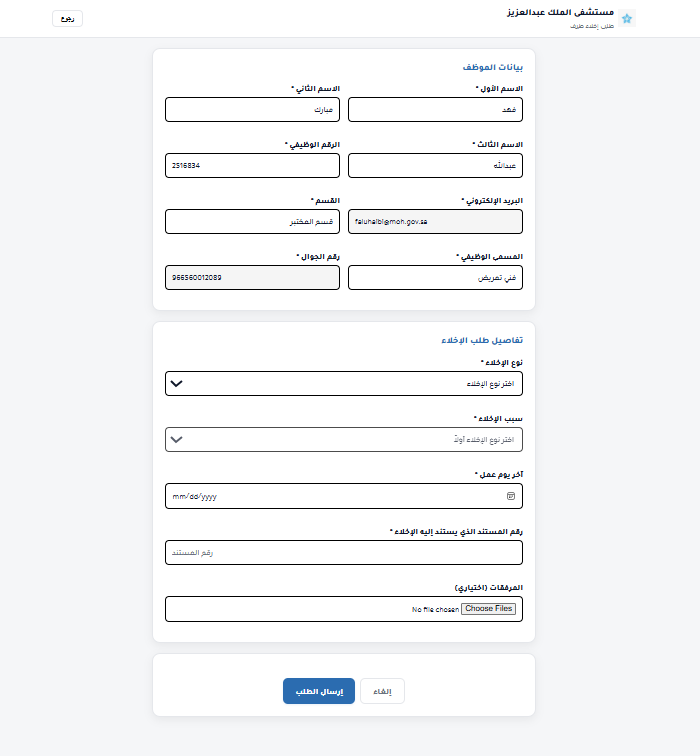 مستشفى الملك عبدالعزيز
طلب إخلاء طرف
رجوع
بيانات الموظف
الاسم الأول *
الاسم الثاني *
فهد
مبارك
الاسم الثالث *
الرقم الوظيفي *
عبدالله
2516834
البريد الإلكتروني *
القسم *
faluhaibi@moh.gov.sa
قسم المختبر
المسمى الوظيفي *
رقم الجوال *
فني تمريض
966560012089
تفاصيل طلب الإخلاء
نوع الإخلاء *
اختر نوع الإخلاء
سبب الإخلاء *
اختر نوع الإخلاء أولاً
آخر يوم عمل *
mm/dd/yyyy
رقم المستند الذي يستند إليه الإخلاء *
رقم المستند
المرفقات (اختياري)
Choose Files No file chosen
إلغاء
إرسال الطلب